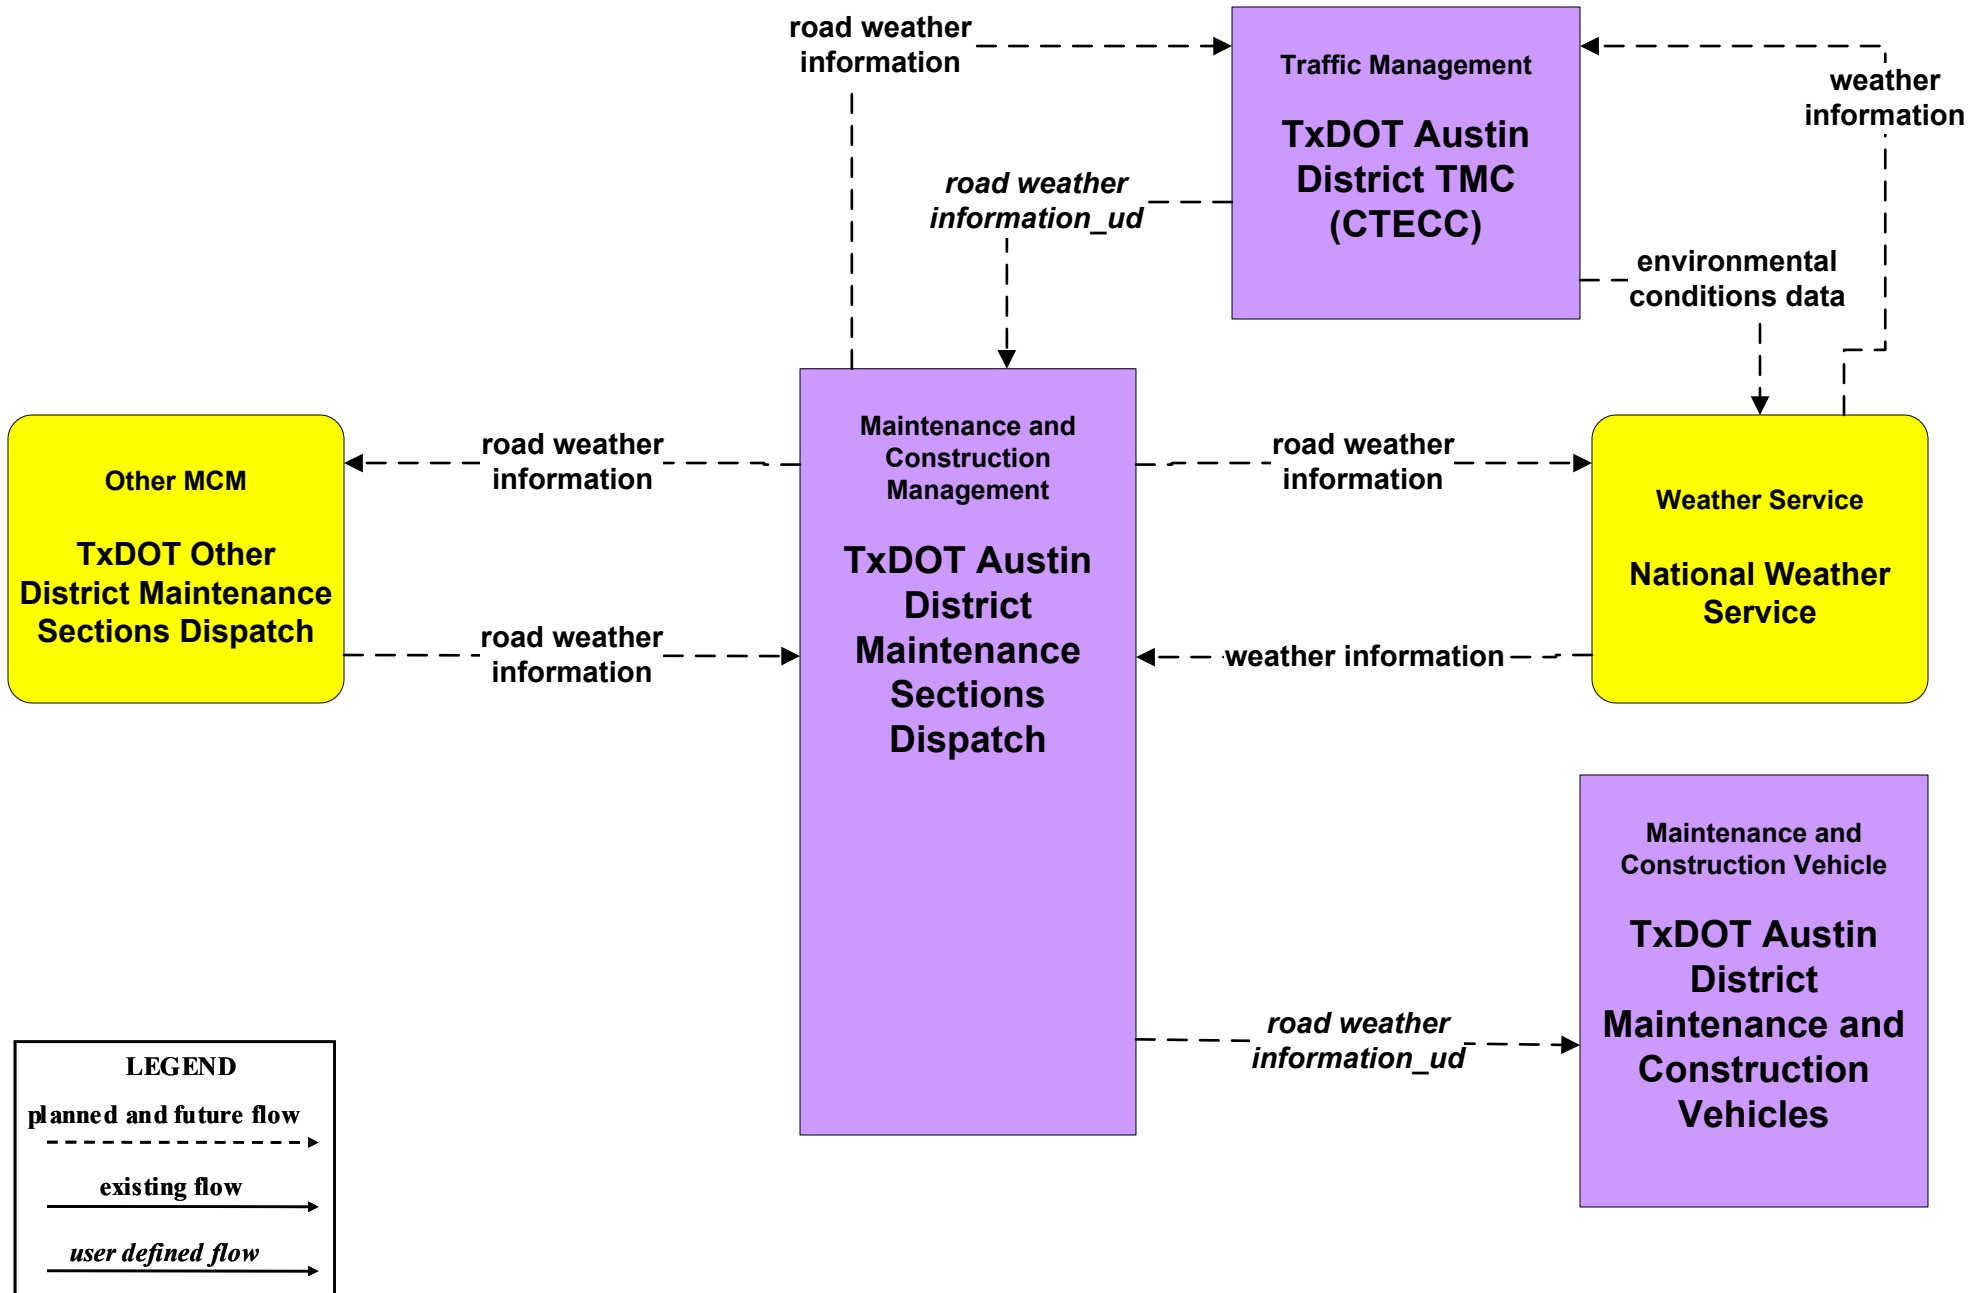 road weather
information
Traffic Management
TxDOT Austin
District TMC
(CTECC)
weather
information
road weather
information_ud
environmental
conditions data
Other MCM
TxDOT Other
District Maintenance
Sections Dispatch
road weather
information
road weather
information
Maintenance and
Construction
Management
TxDOT Austin
District
Maintenance
Sections
Dispatch
road weather
information
weather information
Weather Service
National Weather
Service
road weather
information_ud
Maintenance and
Construction Vehicle
TxDOT Austin
District
Maintenance and
Construction
Vehicles
LEGEND
planned and future flow
existing flow
user defined flow